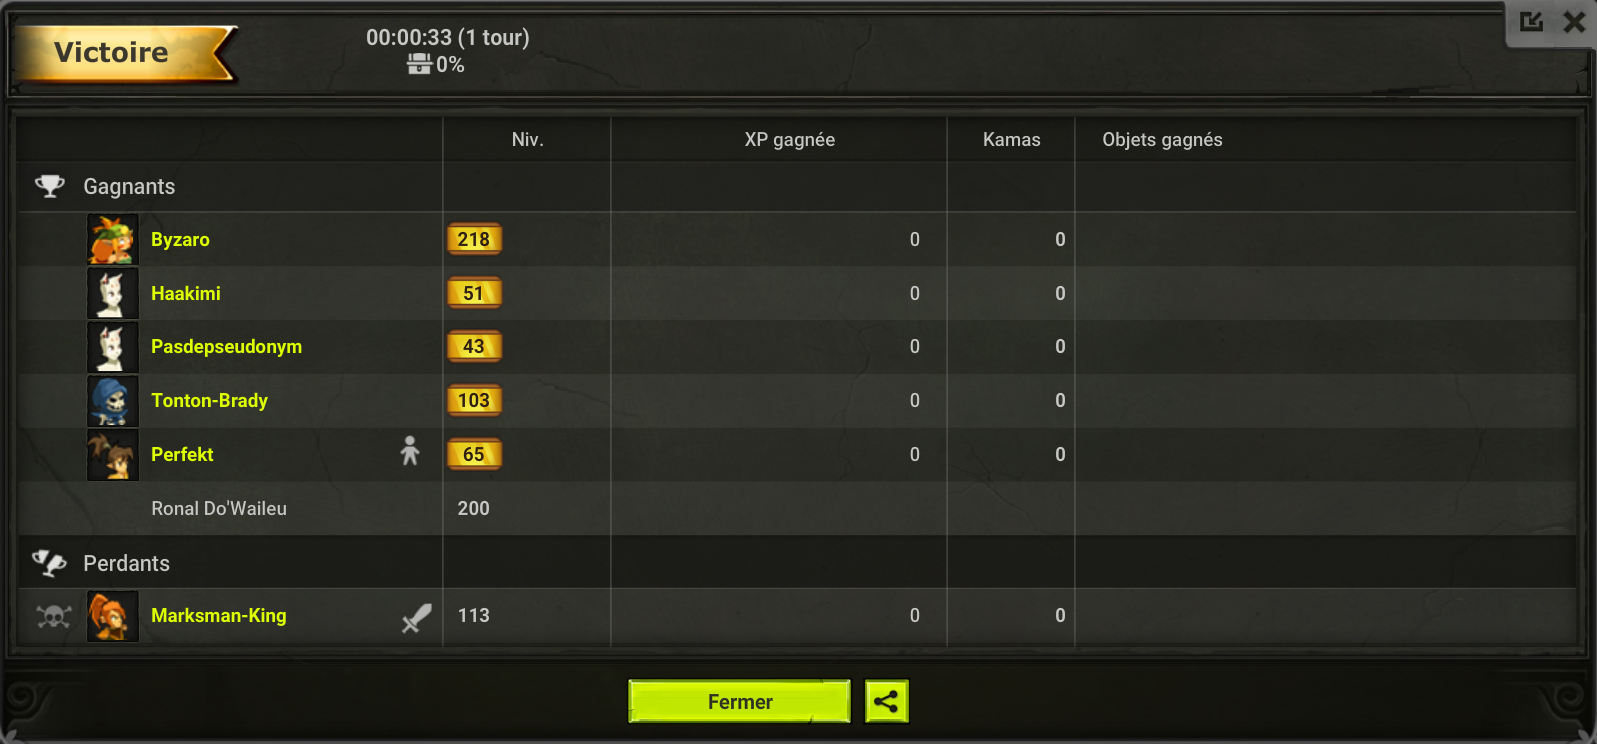 Victoire
00:00:33 (1 tour)
0%
Niv. XP gagnée Kamas Objets gagnés
Gagnants
Byzaro 218 0 0
Haakimi 51 0 0
Pasdepseudonym 43 0 0
Tonton-Brady 103 0 0
Perfekt 65 0 0
Ronal Do'Waileu 200
Perdants
Marksman-King 113 0 0
Fermer